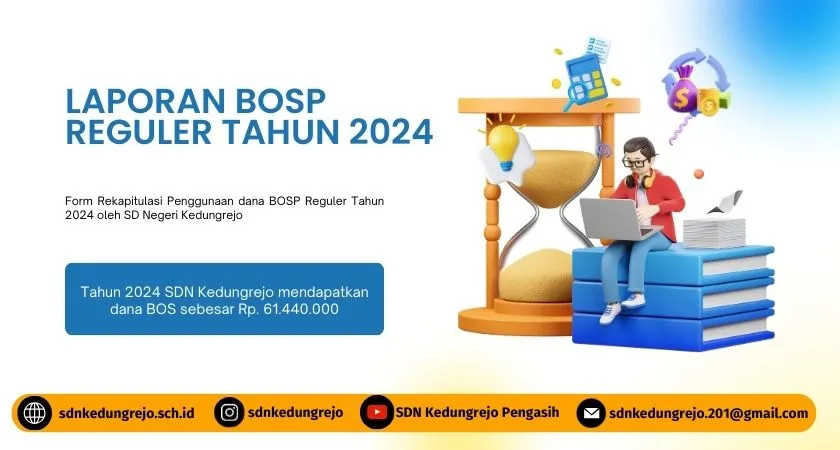 LAPORAN BOSP
REGULER TAHUN 2024
Form Rekapitulasi Penggunaan dana BOSP Reguler Tahun
2024 oleh SD Negeri Kedungrejo
Tahun 2024 SDN Kedungrejo mendapatkan
dana BOS sebesar Rp. 61.440.000
sdnkedungrejo.sch.id
sdnkedungrejo
SDN Kedungrejo Pengasih
sdnkedungrejo.201@gmail.com